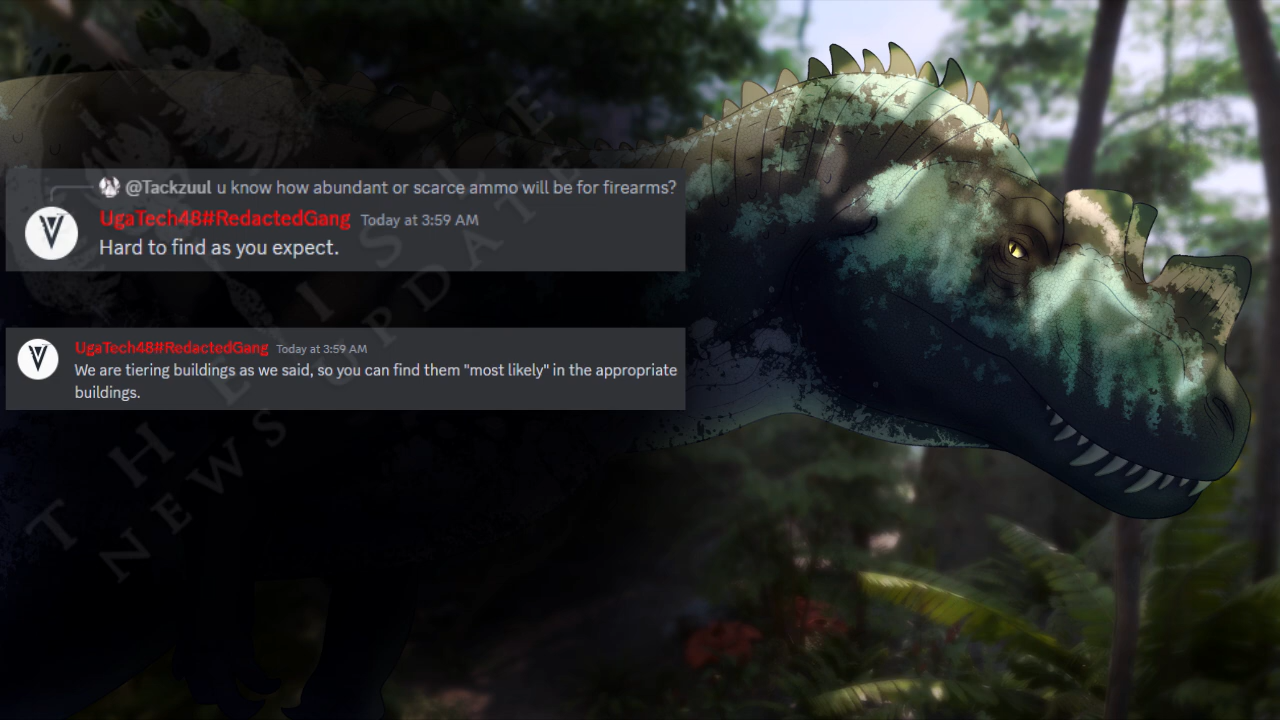 @Tackzuul u know how abundant or scarce ammo will be for firearms?
UgaTech48#RedactedGang Today at 3:59 AM
Hard to find as you expect.
UgaTech48#RedactedGang Today at 3:59 AM
We are tiering buildings as we said, so you can find them "most likely" in the appropriate
buildings.
THE ISLE
NEWS UPDATE